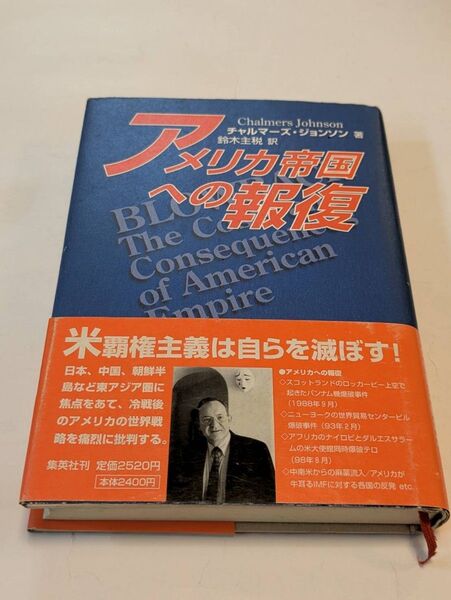 Chalmers Johnson
チャルマーズ・ジョンソン 著
鈴木主税 訳
アメリカ帝国
への報復
BLOWBACK
The Co
Consequences
of American
Empire
米覇権主義は自らを滅ぼす!
日本、中国、朝鮮半
島など東アジア圏に
焦点をあて、冷戦後
のアメリカの世界戦
略を痛烈に批判する。
集英社刊 定価2520円
本体2400円
●アメリカへの報復
◇スコットランドのロッカービー上空で
起きたパンナム機爆破事件
(1988年9月)
◇ニューヨークの世界貿易センタービル
爆破事件(93年2月)
◇アフリカのナイロビとダルエスサラー
ムの米大使館同時爆破テロ
(98年8月)
◇中南米からの麻薬流入/アメリカが
牛耳るIMFに対する各国の反発 etc.